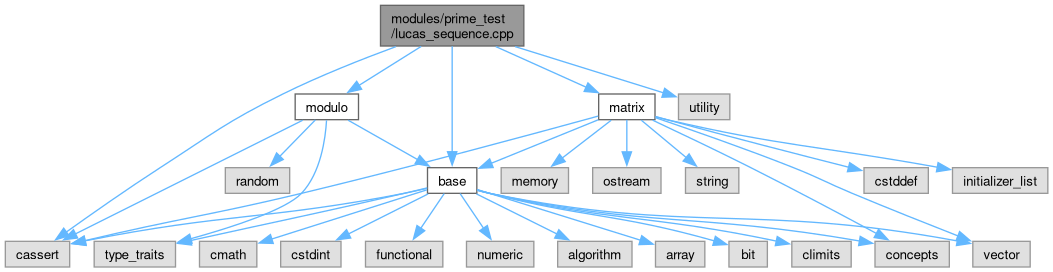 modules/prime_test
/lucas_sequence.cpp
modulo
matrix
utility
random
base
memory
ostream
string
cstddef
initializer_list
cassert
type_traits
cmath
cstdint
functional
numeric
algorithm
array
bit
climits
concepts
vector